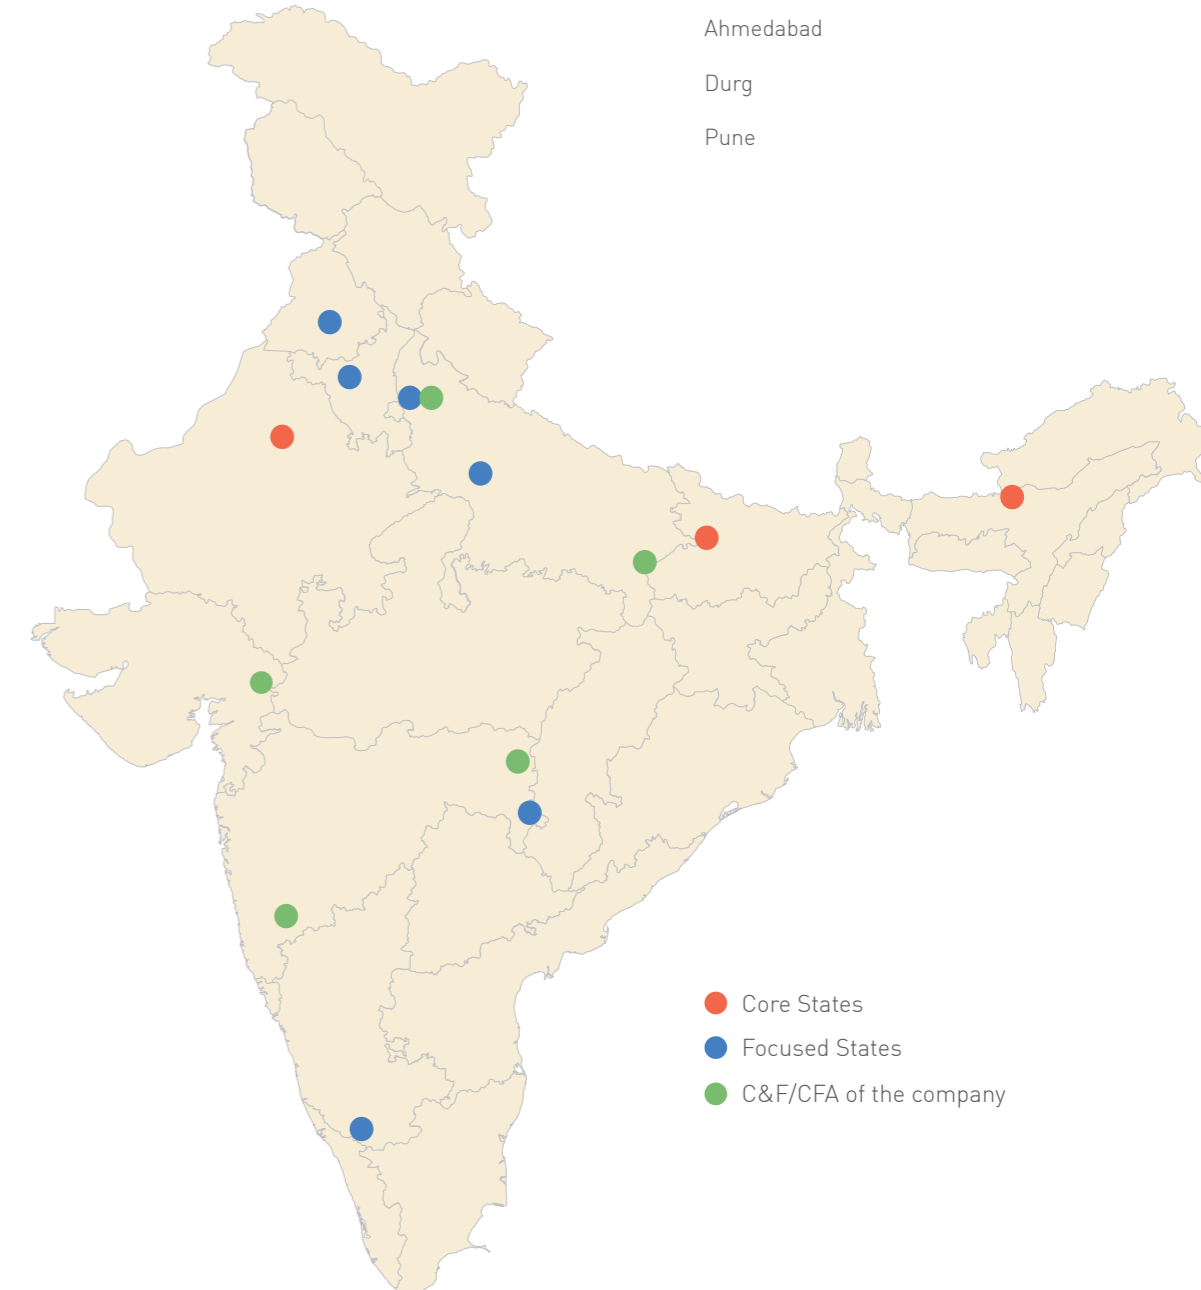 Ahmedabad
Durg
Pune
Core States
Focused States
C&F/CFA of the company